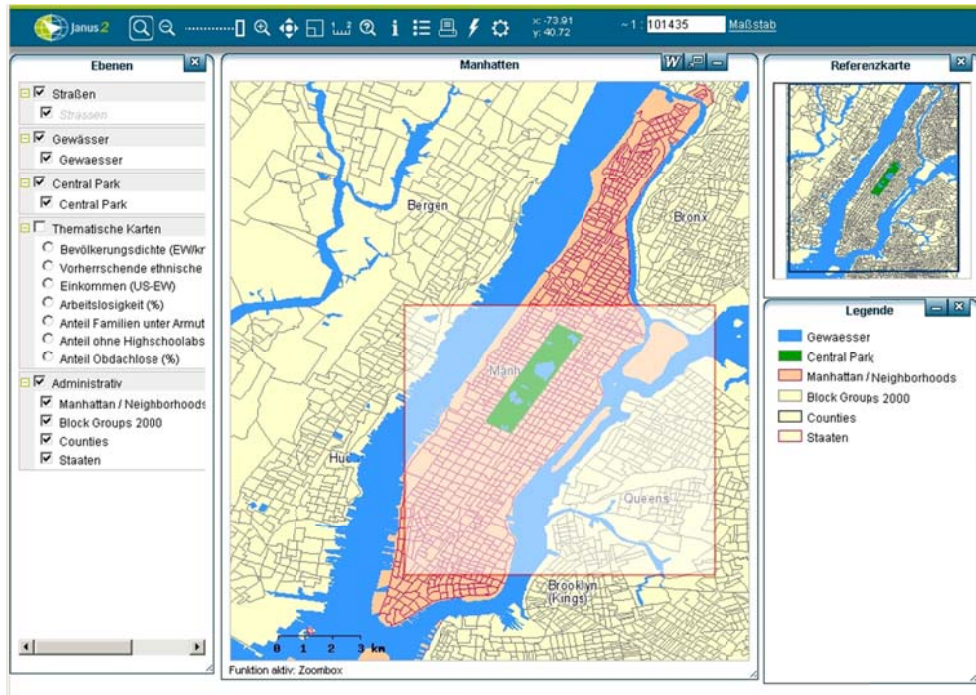 Janus2
x: -73.91
y: 40.72
~ 1 : 101435 Maßstab
Ebenen
Straßen
Strassen
Gewässer
Gewaesser
Central Park
Central Park
Thematische Karten
Bevölkerungsdichte (EW/kr
Vorherrschende ethnische
Einkommen (US-EW)
Arbeitslosigkeit (%)
Anteil Familien unter Armut
Anteil ohne Highschoolabs
Anteil Obdachlose (%)
Administrativ
Manhattan / Neighborhoods
Block Groups 2000
Counties
Staaten
Manhatten
W
Bergen
Bronx
Manh
Hud
Queens
Brooklyn
(Kings)
0 1 2 3 km
Funktion aktiv: Zoombox
Referenzkarte
Legende
Gewaesser
Central Park
Manhattan / Neighborhoods
Block Groups 2000
Counties
Staaten